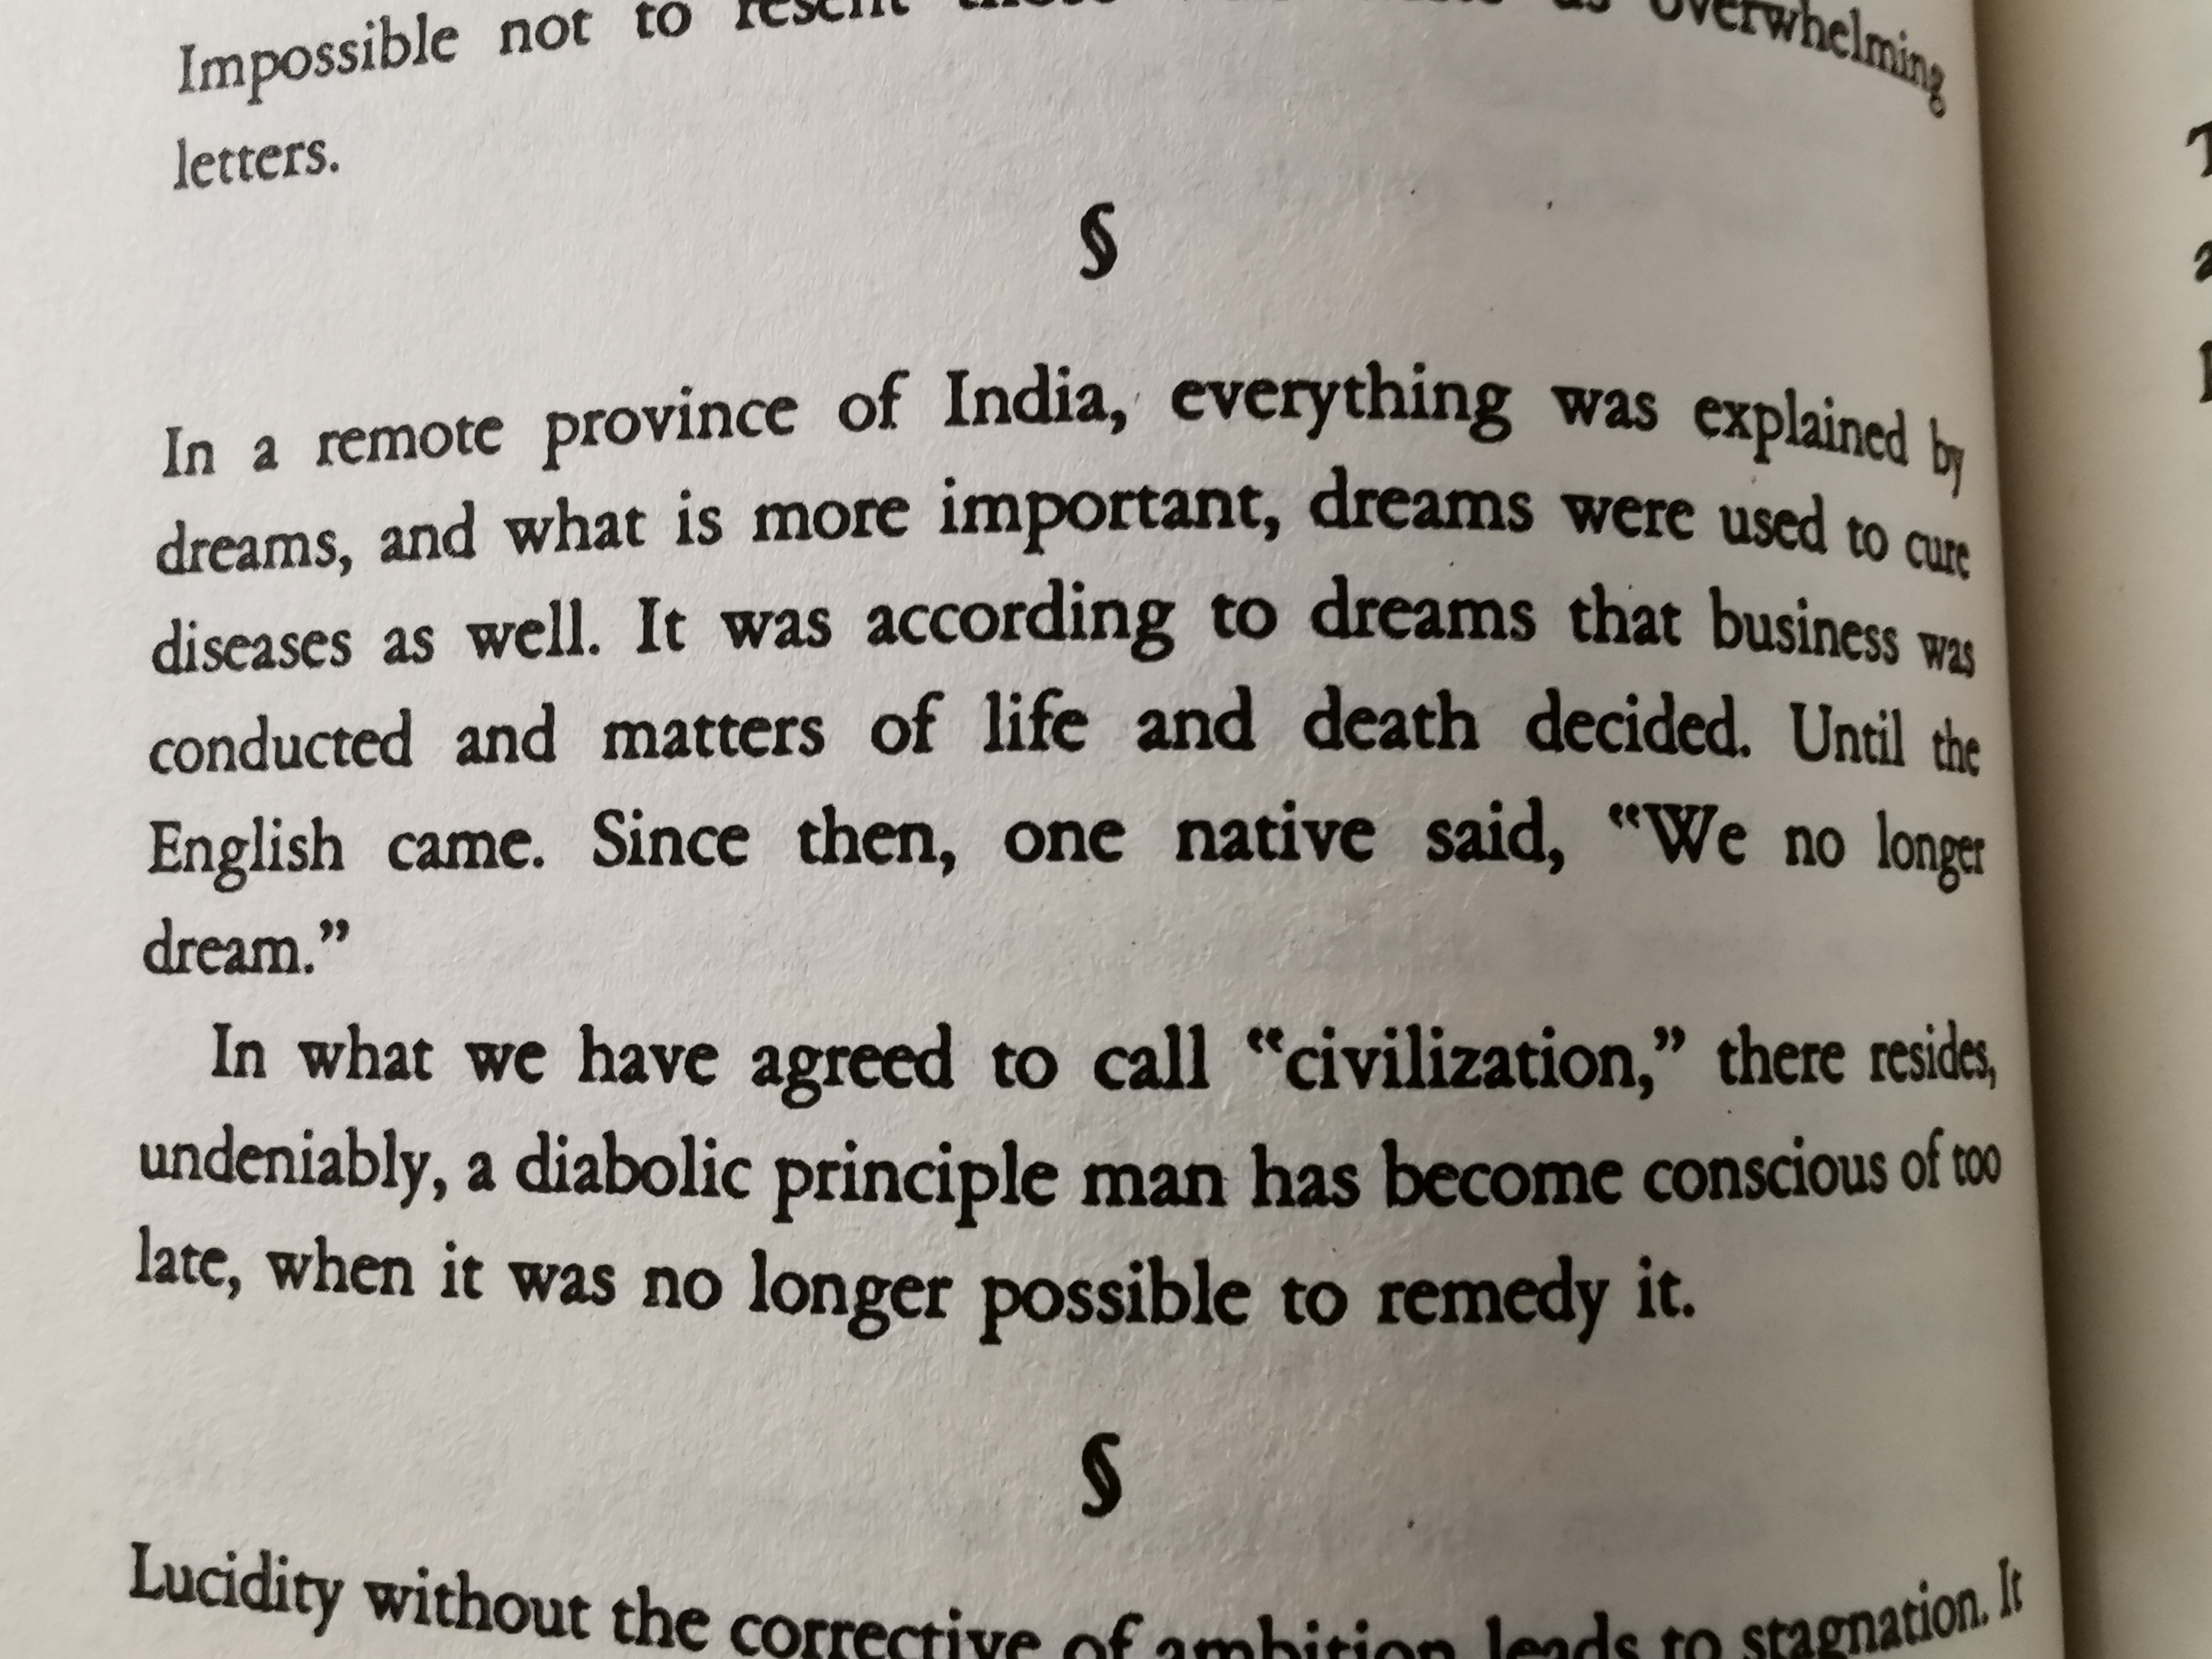 Impossible not to resent overwhelming
letters.
§
In a remote province of India, everything was explained by
dreams, and what is more important, dreams were used to cure
diseases as well. It was according to dreams that business was
conducted and matters of life and death decided. Until the
English came. Since then, one native said, “We no longer
dream.”
In what we have agreed to call “civilization,” there resides,
undeniably, a diabolic principle man has become conscious of too
late, when it was no longer possible to remedy it.
§
Lucidity without the corrective of ambition leads to stagnation. It